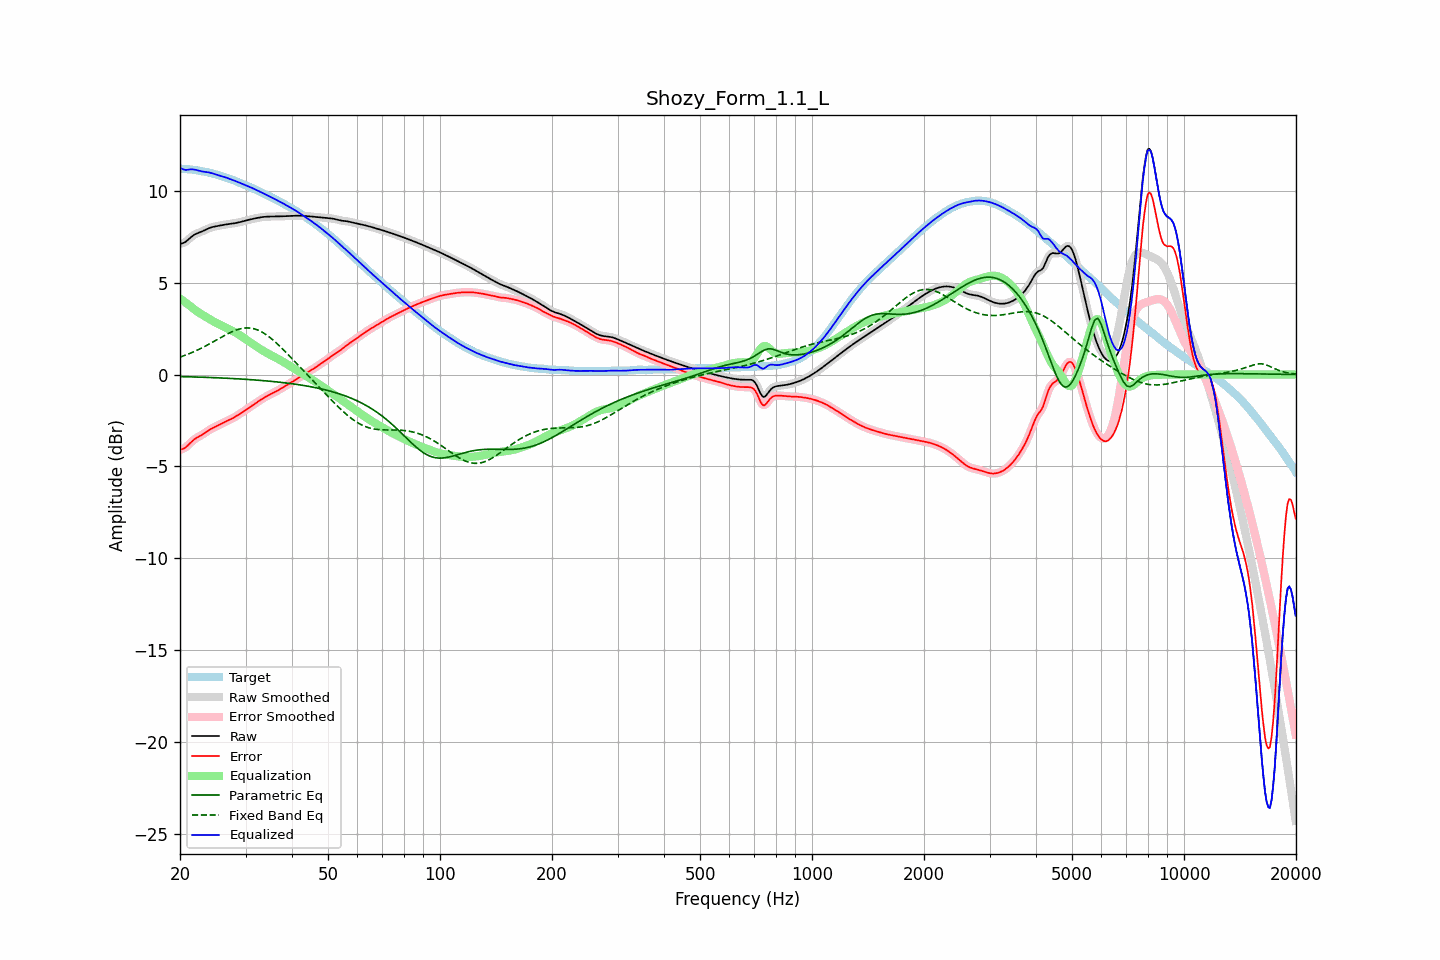 Shozy_Form_1.1_L
Amplitude (dBr)
10
5
0
−5
−10
−15
−20
−25
Target
Raw Smoothed
Error Smoothed
Raw
Error
Equalization
Parametric Eq
Fixed Band Eq
Equalized
20 50 100 200 500 1000 2000 5000 10000 20000
Frequency (Hz)